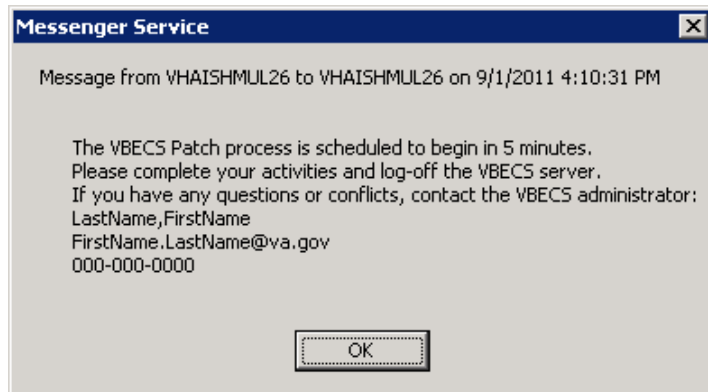 Messenger Service
Message from VHAISHMUL26 to VHAISHMUL26 on 9/1/2011 4:10:31 PM
The VBECS Patch process is scheduled to begin in 5 minutes.
Please complete your activities and log-off the VBECS server.
If you have any questions or conflicts, contact the VBECS administrator:
LastName,FirstName
FirstName.LastName@va.gov
000-000-0000
OK